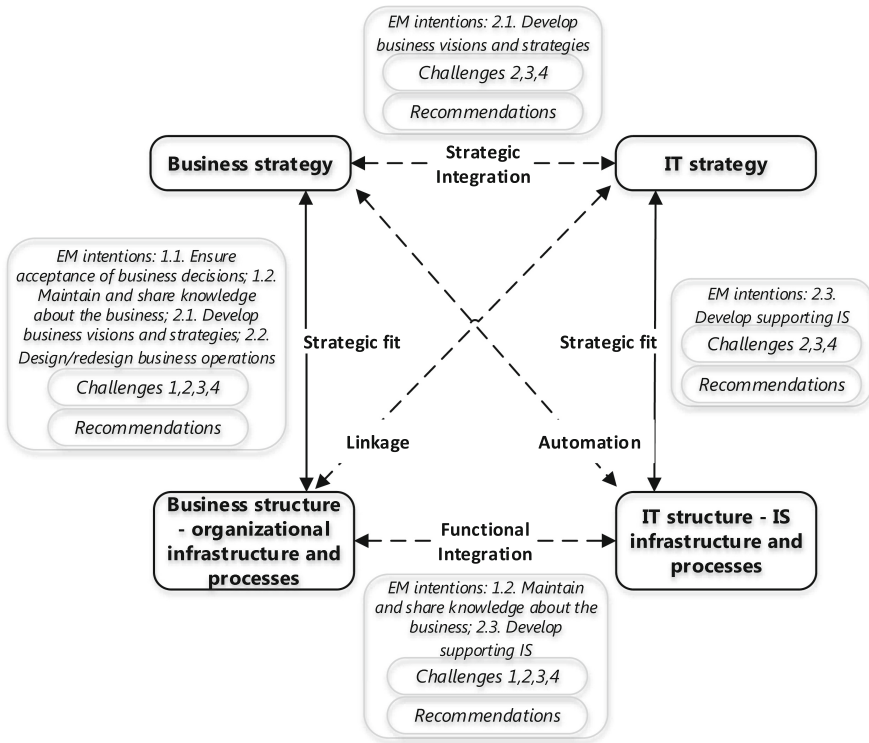 EM intentions: 2.1. Develop
business visions and strategies
Challenges 2,3,4
Recommendations
Business strategy
Strategic
Integration
IT strategy
EM intentions: 1.1. Ensure
acceptance of business decisions; 1.2.
Maintain and share knowledge
about the business; 2.1. Develop
business visions and strategies; 2.2.
Design/redesign business operations
Challenges 1,2,3,4
Recommendations
Strategic fit
Strategic fit
EM intentions: 2.3.
Develop supporting IS
Challenges 2,3,4
Recommendations
Linkage
Automation
Business structure
- organizational
infrastructure and
processes
Functional
Integration
IT structure - IS
infrastructure and
processes
EM intentions: 1.2. Maintain
and share knowledge about the
business; 2.3. Develop
supporting IS
Challenges 1,2,3,4
Recommendations